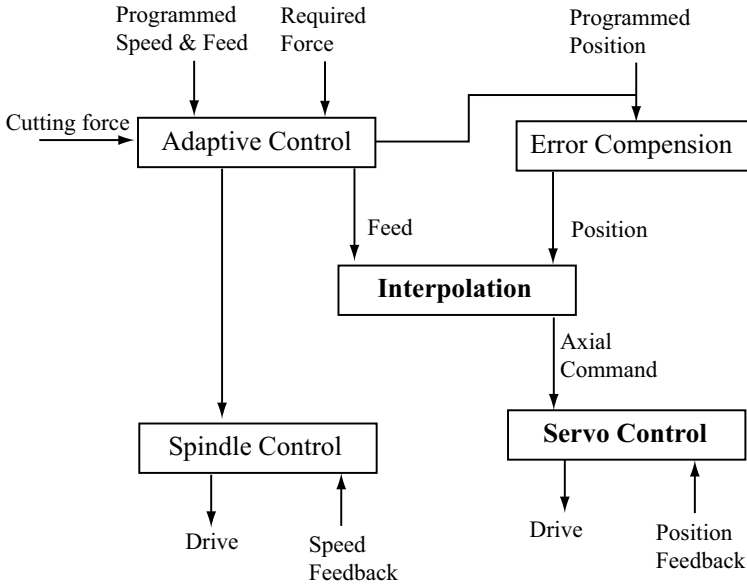 Programmed
Speed & Feed
Required
Force
Programmed
Position
Cutting force
Adaptive Control
Error Compension
Feed
Position
Interpolation
Axial
Command
Spindle Control
Servo Control
Drive
Speed
Feedback
Drive
Position
Feedback